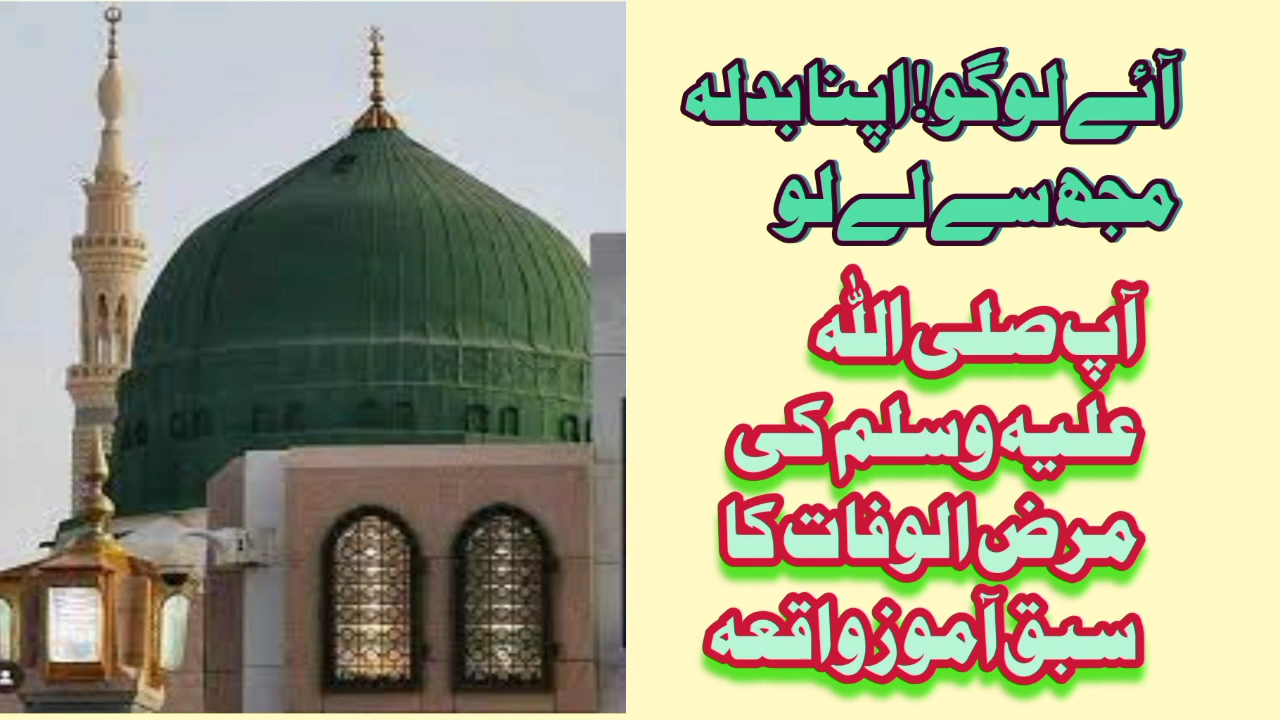 آئے لوگو! اپنا بدلہ
مجھ سے لے لو
آپ صلی اللہ
علیہ وسلم کی
مرض الوفات کا
سبق آموز واقعہ